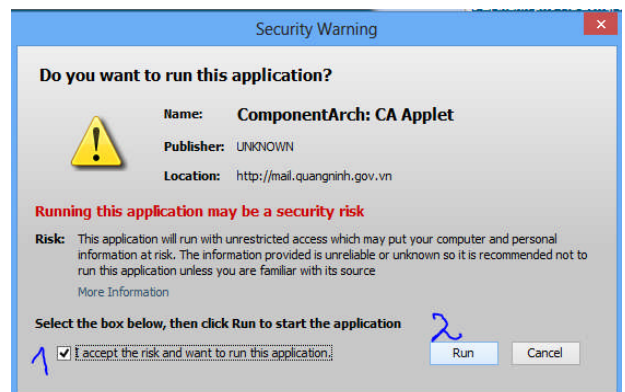 Security Warning
Do you want to run this application?
Name: ComponentArch: CA Applet
Publisher: UNKNOWN
Location: http://mail.quangninh.gov.vn
Running this application may be a security risk
Risk: This application will run with unrestricted access which may put your computer and personal
information at risk. The information provided is unreliable or unknown so it is recommended not to
run this application unless you are familiar with its source
More Information
Select the box below, then click Run to start the application
2
1 I accept the risk and want to run this application. Run Cancel